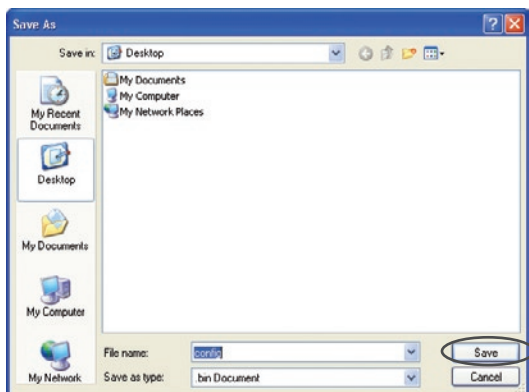 Save As
Save in:
Desktop
My Recent
Documents
Desktop
My Documents
My Computer
My Network
My Documents
My Computer
My Network Places
File name:
config
Save
Save as type:
.bin Document
Cancel